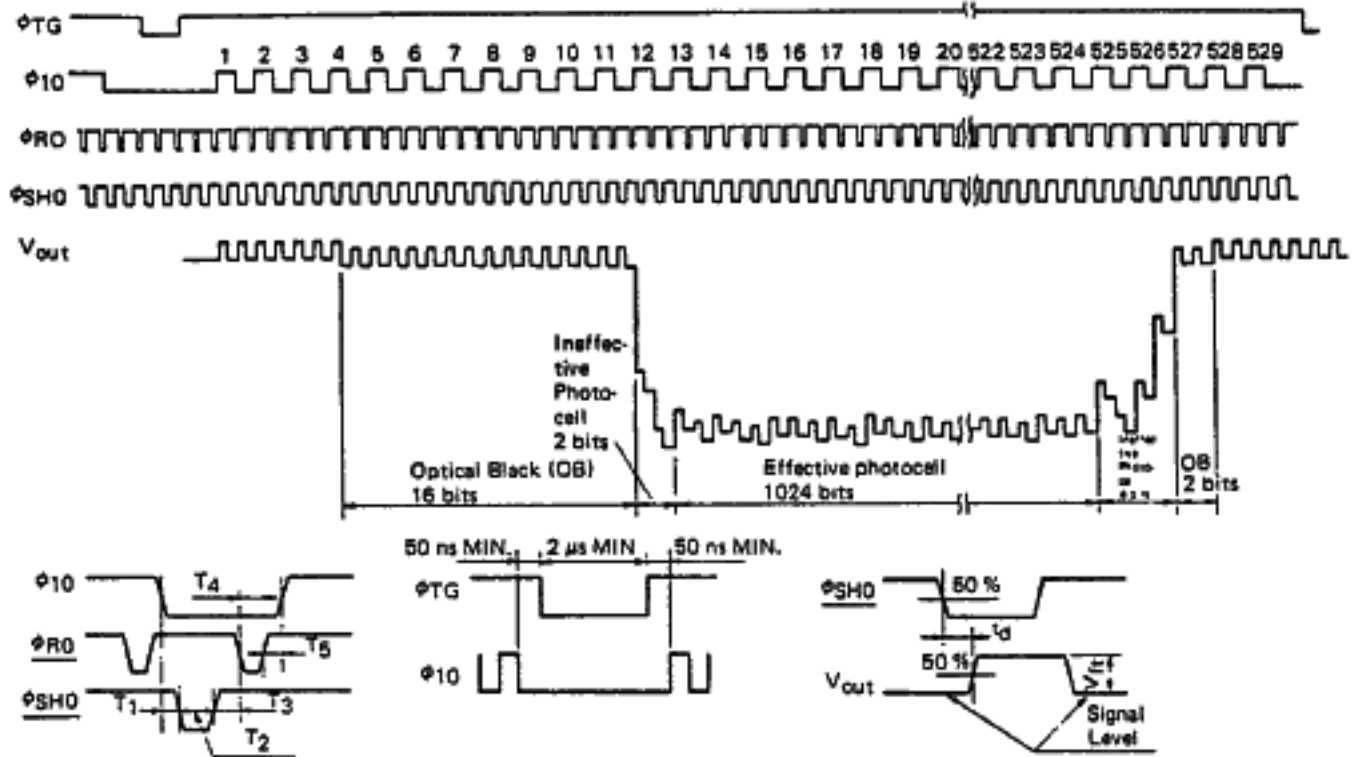 φTG
1 2 3 4 5 6 7 8 9 10 11 12 13 14 15 16 17 18 19 20 522 523 524 525 526 527 528 529
φ10
φR0
φSH0
Vout
Ineffec-
tive
Photo-
cell
2 bits
Optical Black (OB)
16 bits
Effective photocell
1024 bits
OB
2 bits
50 ns MIN. 2 μs MIN 50 ns MIN.
φ10
T4
φR0
T5
φSH0
T1
T3
T2
φTG
φ10
φSH0
50 %
td
50 %
Vout
Signal
Level